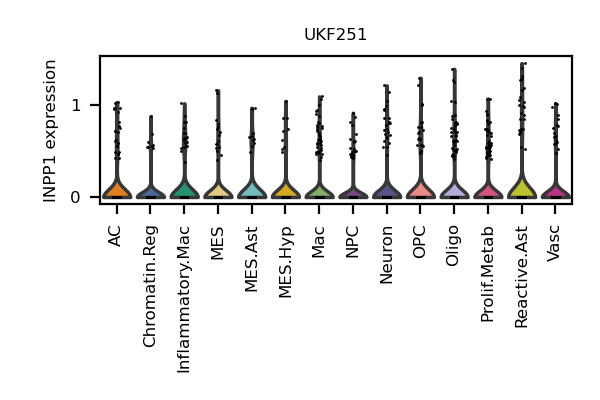 UKF251
INPP1 expression
1
0
AC
Chromatin.Reg
Inflammatory.Mac
MES
MES.Ast
MES.Hyp
Mac
NPC
Neuron
OPC
Oligo
Prolif.Metab
Reactive.Ast
Vasc